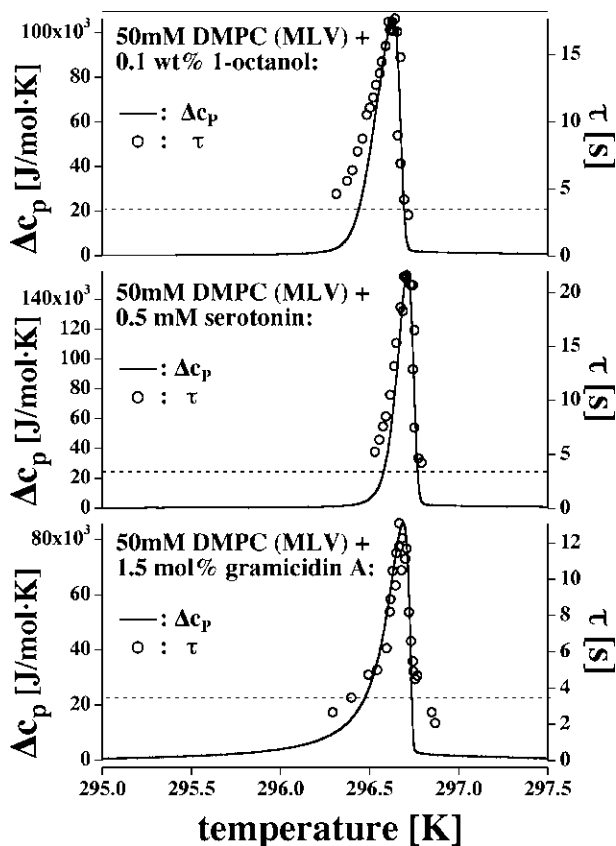 50mM DMPC (MLV) +
0.1 wt% 1-octanol:
— : Δc_P
○ : τ
Δc_p [J/mol·K]
100x10³
80
60
40
20
0
τ [s]
15
10
5
0
50mM DMPC (MLV) +
0.5 mM serotonin:
— : Δc_P
○ : τ
Δc_p [J/mol·K]
140x10³
120
100
80
60
40
20
0
τ [s]
20
15
10
5
0
50mM DMPC (MLV) +
1.5 mol% gramicidin A:
— : Δc_P
○ : τ
Δc_p [J/mol·K]
80x10³
60
40
20
0
τ [s]
12
10
8
6
4
2
0
295.0 295.5 296.0 296.5 297.0 297.5
temperature [K]